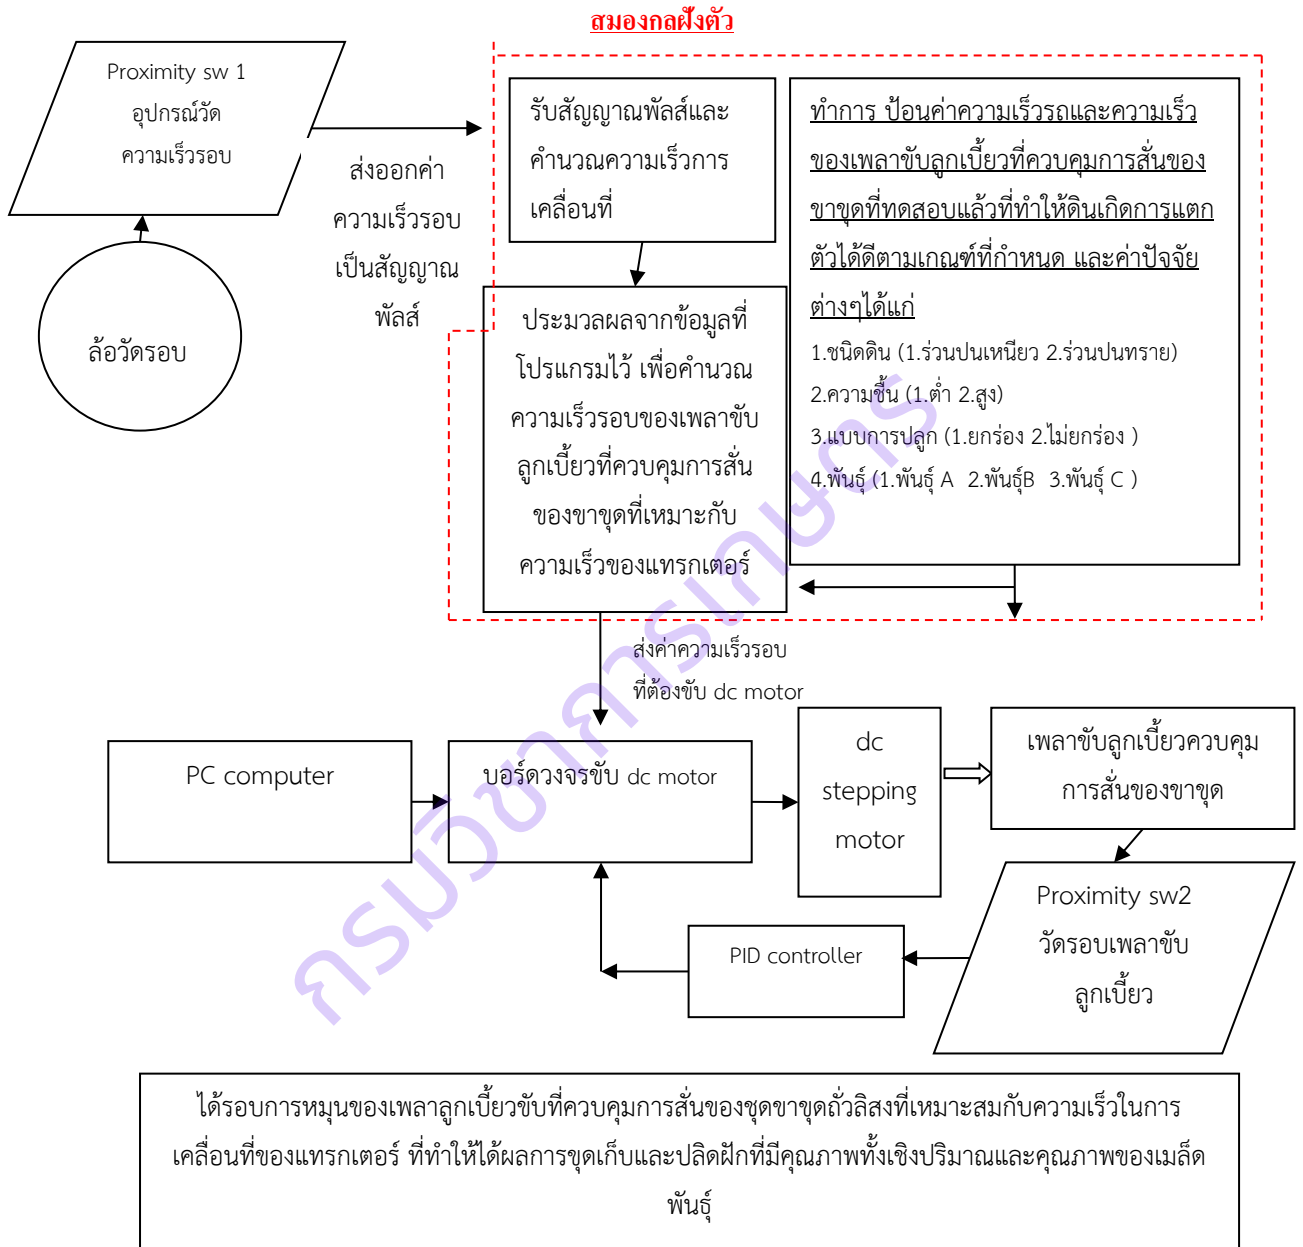 สมองกลฝังตัว
Proximity sw 1
อุปกรณ์วัด
ความเร็วรอบ
ล้อวัดรอบ
ส่งออกค่า
ความเร็วรอบ
เป็นสัญญาณ
พัลส์
รับสัญญาณพัลส์และ
คำนวณความเร็วการ
เคลื่อนที่
ประมวลผลจากข้อมูลที่
โปรแกรมไว้ เพื่อคำนวณ
ความเร็วรอบของเพลาขับ
ลูกเบี้ยวที่ควบคุมการสั่น
ของขาขุดที่เหมาะกับ
ความเร็วของแทรกเตอร์
ทำการ ป้อนค่าความเร็วรถและความเร็ว
ของเพลาขับลูกเบี้ยวที่ควบคุมการสั่นของ
ขาขุดที่ทดสอบแล้วที่ทำให้ดินเกิดการแตก
ตัวได้ดีตามเกณฑ์ที่กำหนด และค่าปัจจัย
ต่างๆได้แก่
1.ชนิดดิน (1.ร่วนปนเหนียว 2.ร่วนปนทราย)
2.ความชื้น (1.ต่ำ 2.สูง)
3.แบบการปลูก (1.ยกร่อง 2.ไม่ยกร่อง )
4.พันธุ์ (1.พันธุ์ A 2.พันธุ์B 3.พันธุ์ C )
ส่งค่าความเร็วรอบ
ที่ต้องขับ dc motor
PC computer
บอร์ดวงจรขับ dc motor
dc
stepping
motor
เพลาขับลูกเบี้ยวควบคุม
การสั่นของขาขุด
PID controller
Proximity sw2
วัดรอบเพลาขับ
ลูกเบี้ยว
ได้รอบการหมุนของเพลาลูกเบี้ยวขับที่ควบคุมการสั่นของชุดขาขุดถั่วลิสงที่เหมาะสมกับความเร็วในการ
เคลื่อนที่ของแทรกเตอร์ ที่ทำให้ได้ผลการขุดเก็บและปลิดฝักที่มีคุณภาพทั้งเชิงปริมาณและคุณภาพของเมล็ด
พันธุ์
กรมวิชาการเกษตร